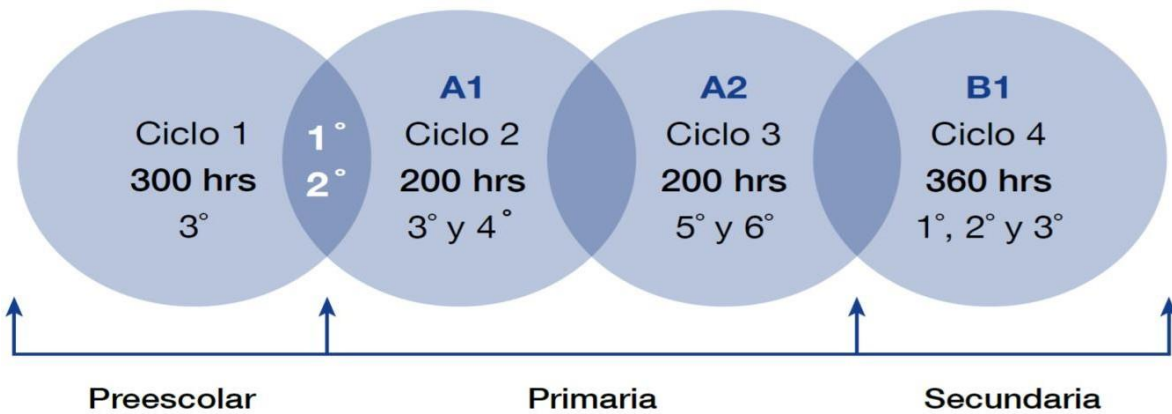 Ciclo 1
300 hrs
3°
1°
2°
A1
Ciclo 2
200 hrs
3° y 4°
A2
Ciclo 3
200 hrs
5° y 6°
B1
Ciclo 4
360 hrs
1°, 2° y 3°
Preescolar
Primaria
Secundaria